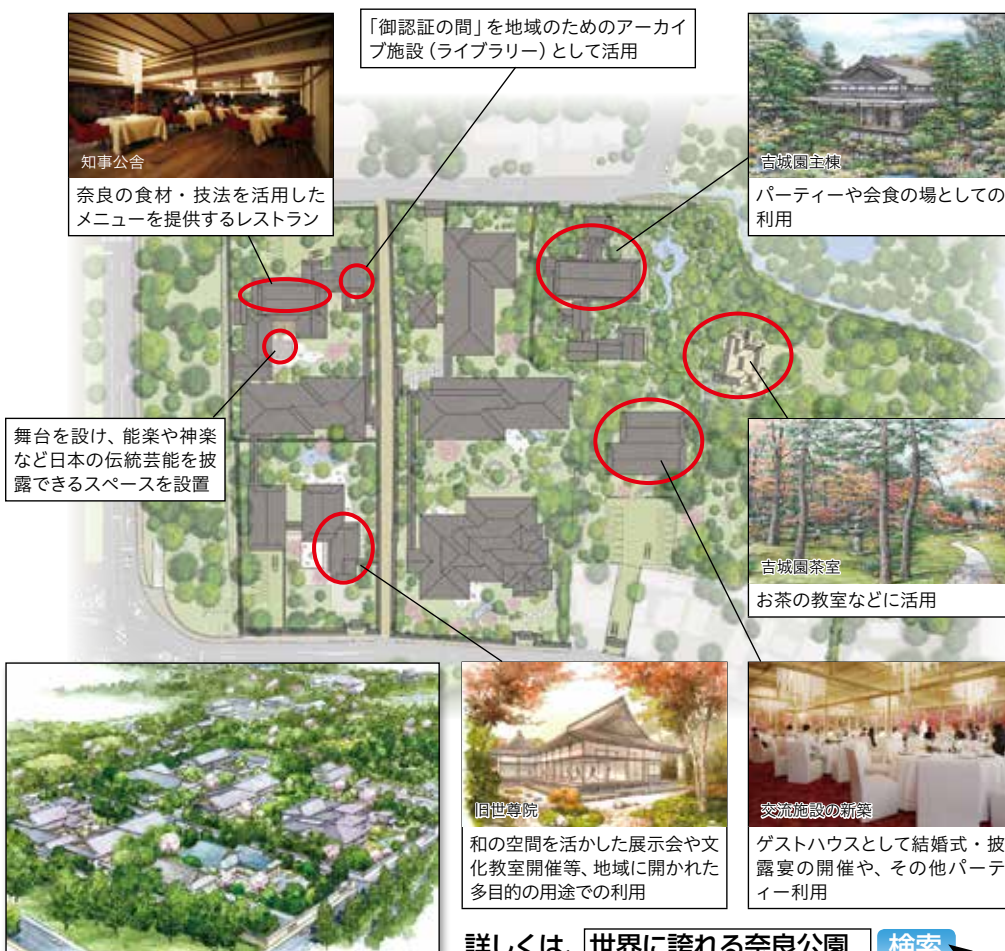 「御認証の間」を地域のためのアーカイ
ブ施設（ライブラリー）として活用
知事公舎
奈良の食材・技法を活用した
メニューを提供するレストラン
吉城園主棟
パーティーや会食の場としての
利用
舞台を設け、能楽や神楽
など日本の伝統芸能を披
露できるスペースを設置
吉城園茶室
お茶の教室などに活用
旧世尊院
和の空間を活かした展示会や文
化教室開催等、地域に開かれた
多目的の用途での利用
交流施設の新築
ゲストハウスとして結婚式・披
露宴の開催や、その他パーテ
ィー利用
詳しくは、世界に誇れる奈良公園 検索